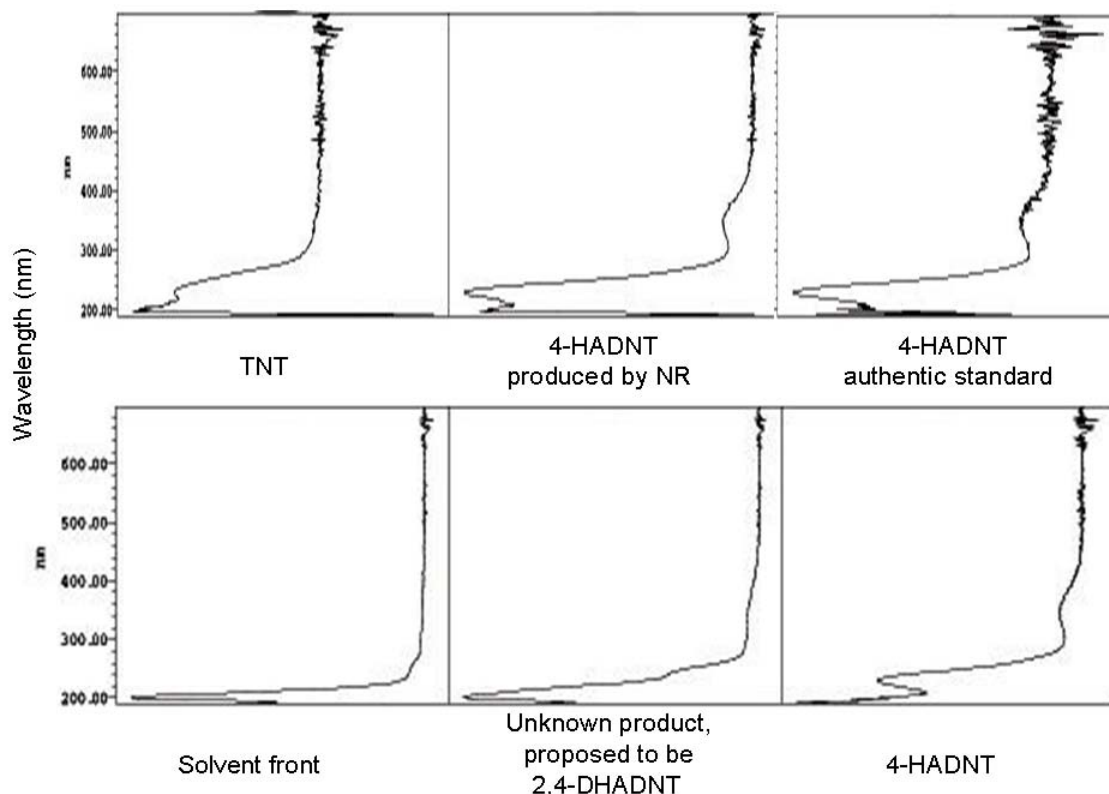 Wavelength (nm)
nm
600.00
500.00
400.00
300.00
200.00
TNT
4-HADNT
produced by NR
4-HADNT
authentic standard
nm
600.00
500.00
400.00
300.00
200.00
Solvent front
Unknown product,
proposed to be
2,4-DHADNT
4-HADNT